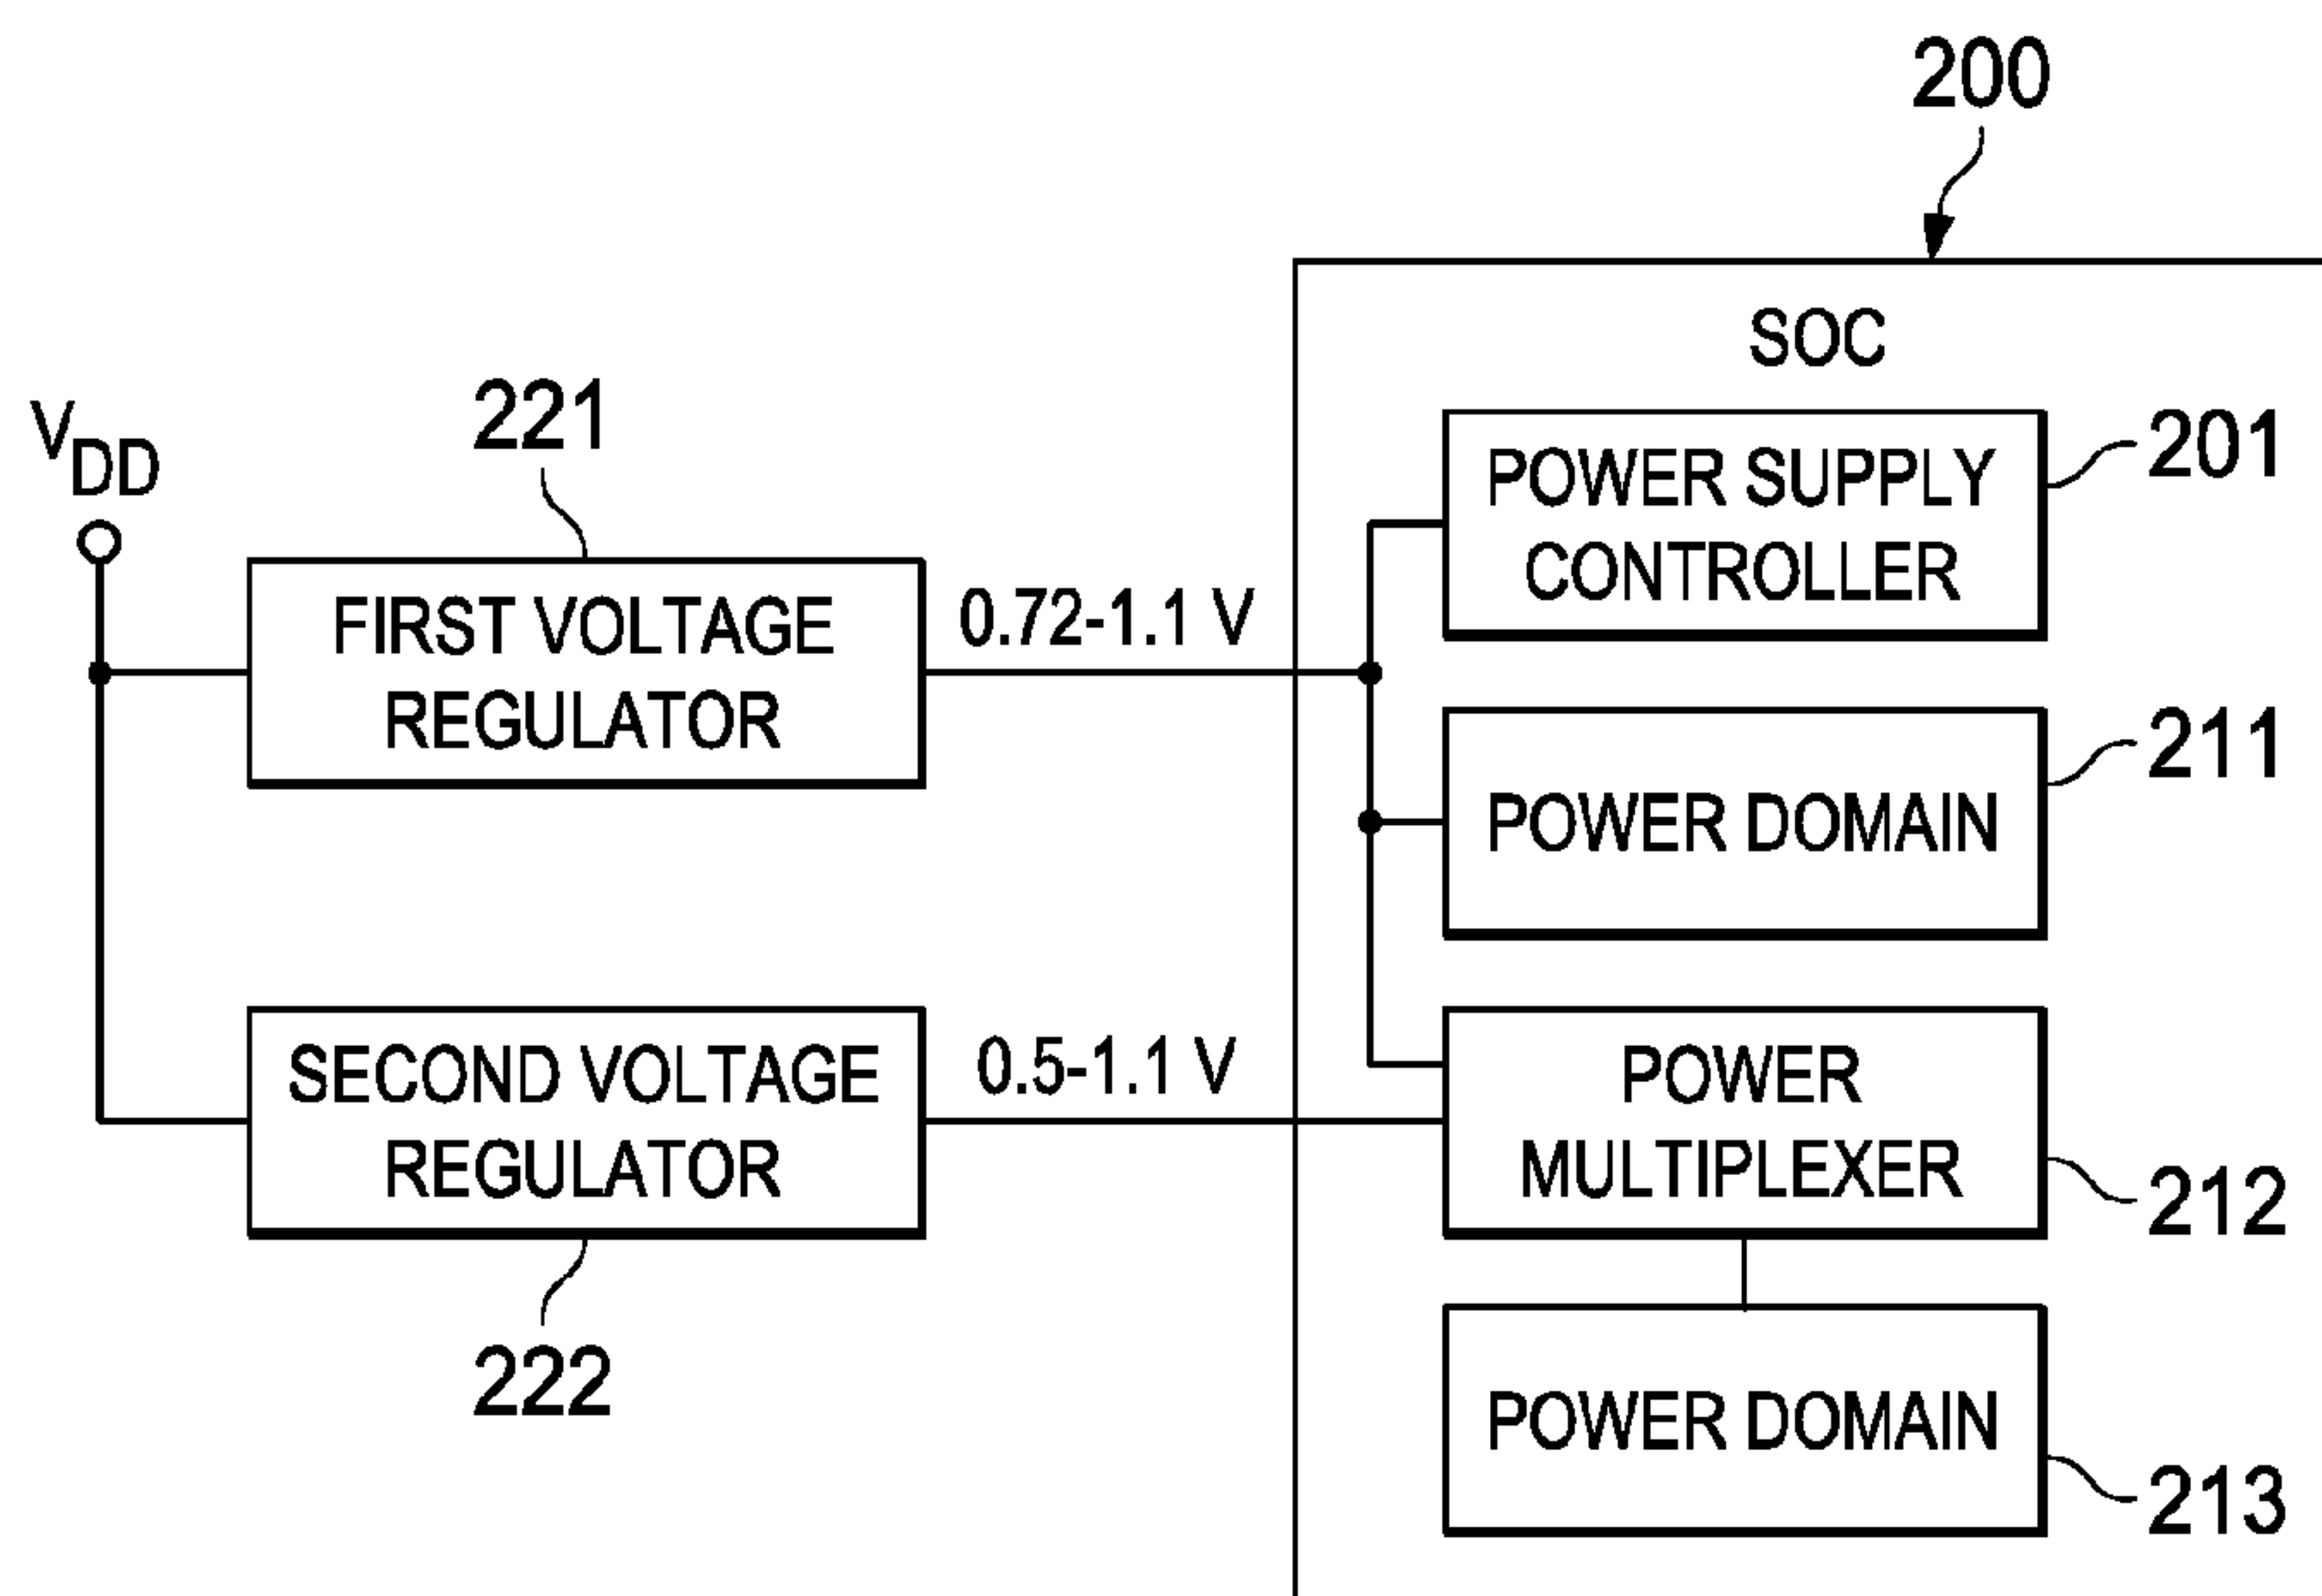 200
SOC
V
DD
221
FIRST VOLTAGE
REGULATOR
0.72-1.1 V
POWER SUPPLY
CONTROLLER
201
POWER DOMAIN
211
SECOND VOLTAGE
REGULATOR
222
0.5-1.1 V
POWER
MULTIPLEXER
212
POWER DOMAIN
213